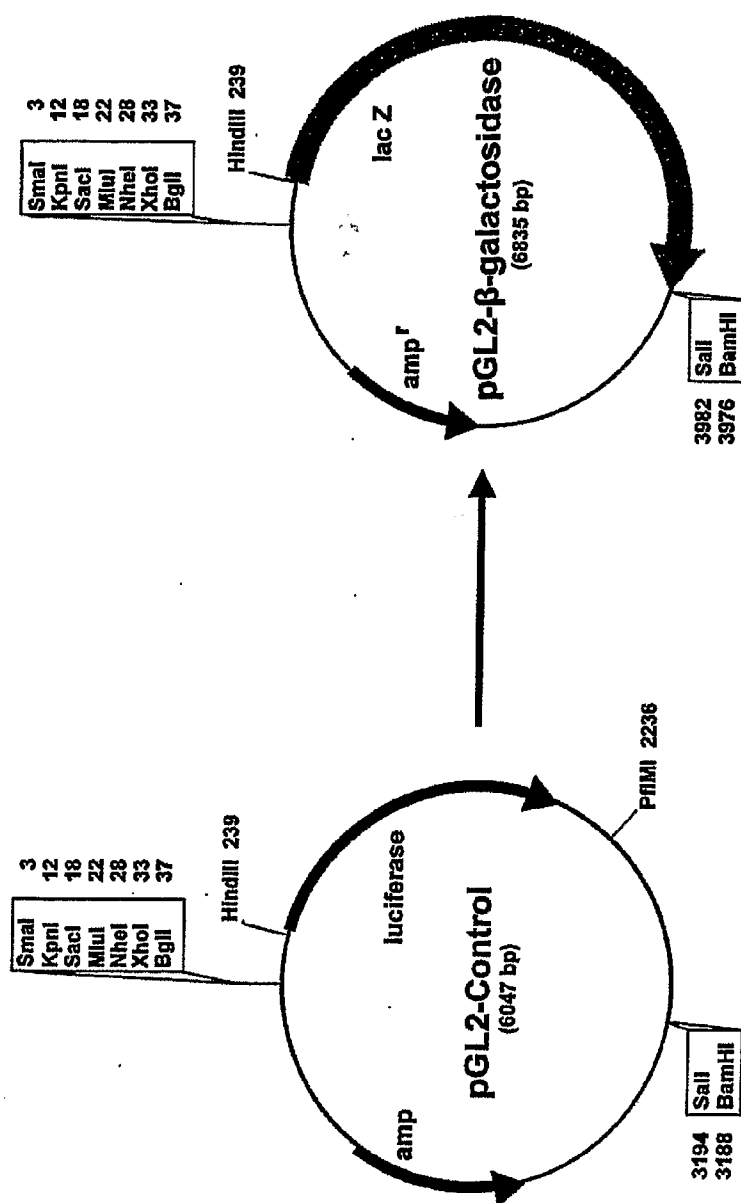 SmaI 3
KpnI 12
SacI 18
MluI 22
NheI 28
XhoI 33
BglI 37
HindIII 239
luciferase
amp
pGL2-Control
(6047 bp)
PflMI 2236
3194 SalI
3188 BamHI
SmaI 3
KpnI 12
SacI 18
MluI 22
NheI 28
XhoI 33
BglI 37
HindIII 239
lac Z
amp r
pGL2-β-galactosidase
(6835 bp)
3982 SalI
3976 BamHI